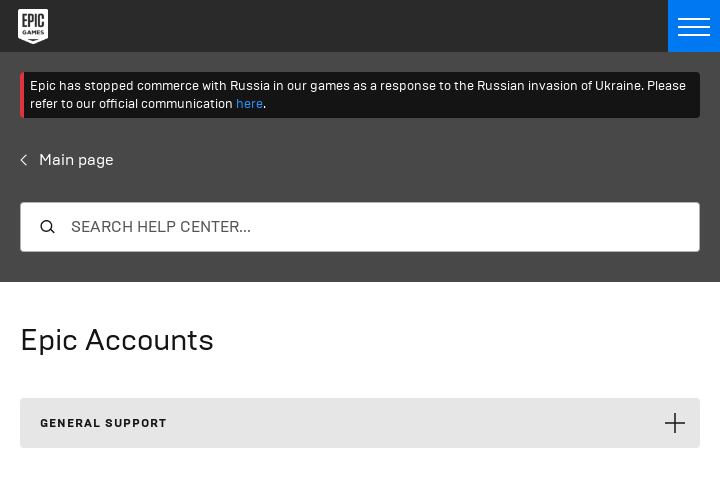 EPIC
GAMES
Epic has stopped commerce with Russia in our games as a response to the Russian invasion of Ukraine. Please
refer to our official communication here.
Main page
SEARCH HELP CENTER...
Epic Accounts
GENERAL SUPPORT